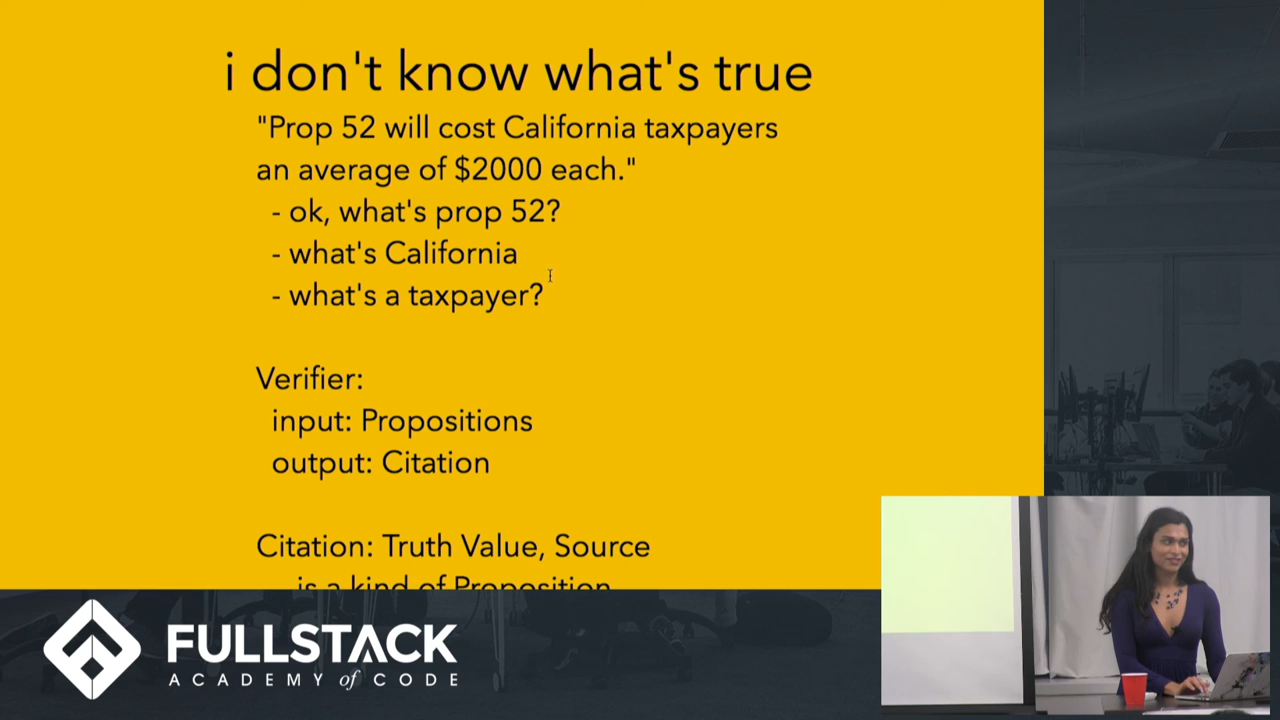 i don't know what's true
"Prop 52 will cost California taxpayers
an average of $2000 each."
- ok, what's prop 52?
- what's California
- what's a taxpayer?
Verifier:
input: Propositions
output: Citation
Citation: Truth Value, Source
is a kind of Proposition
FULLSTACK
ACADEMY of CODE